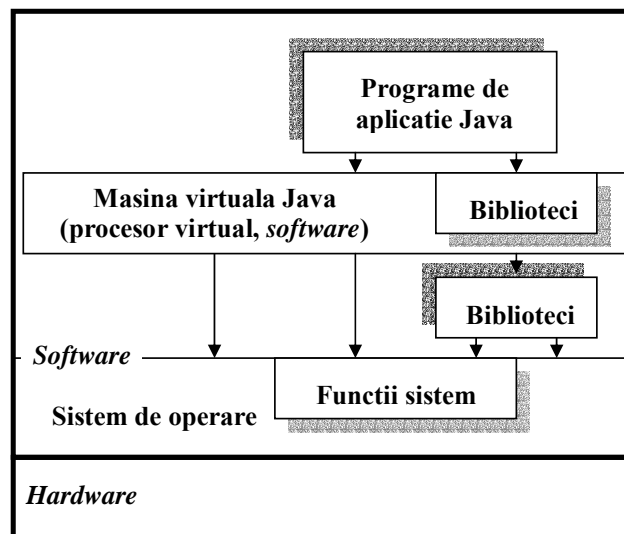 Programe de
aplicatie Java
Masina virtuala Java
(procesor virtual, software)
Biblioteci
Biblioteci
Software
Functii sistem
Sistem de operare
Hardware